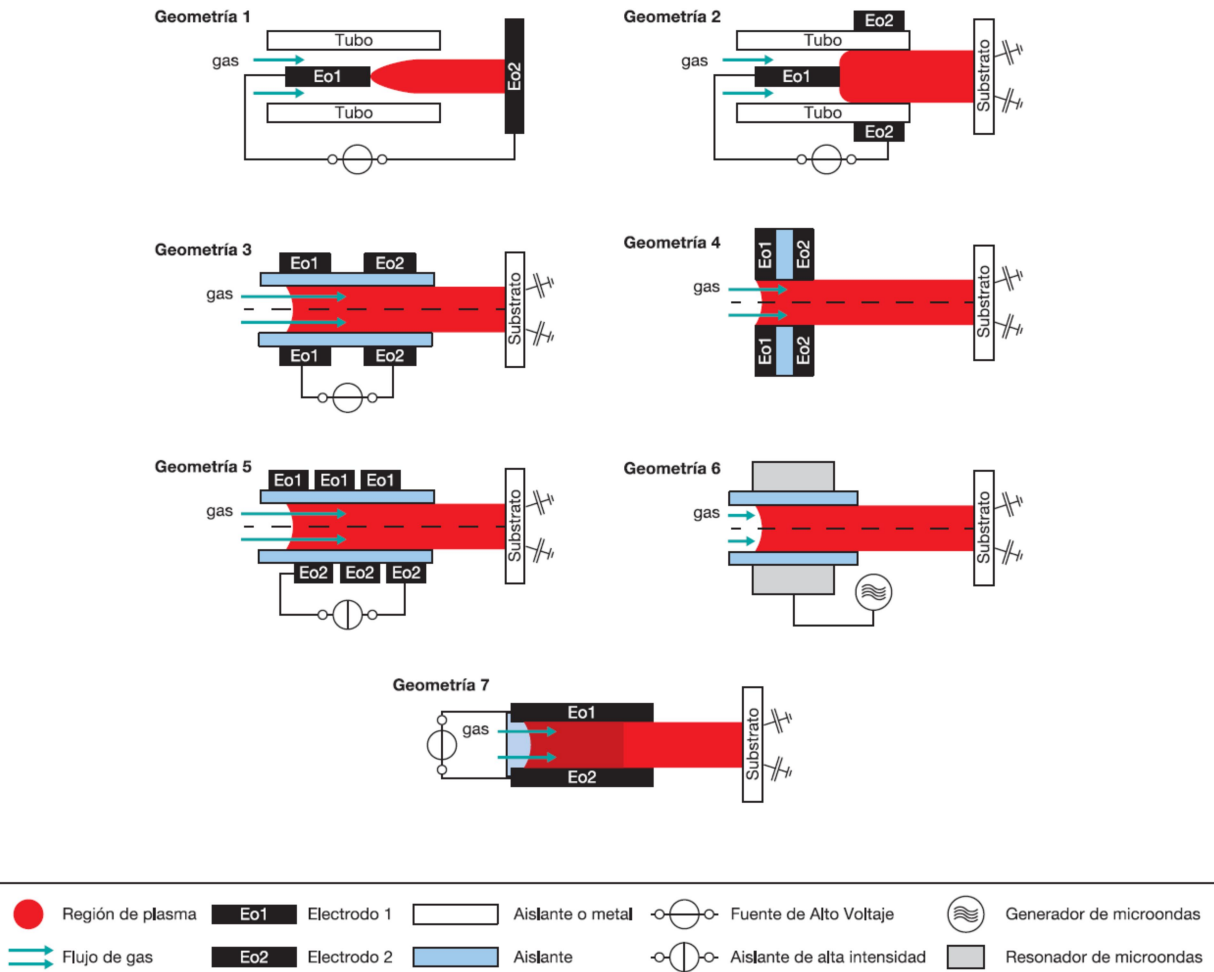 Geometría 1
Tubo
gas
Eo1
Eo2
Tubo
Geometría 2
Eo2
Tubo
gas
Eo1
Substrato
Tubo
Eo2
Geometría 3
Eo1 Eo2
gas
Substrato
Eo1 Eo2
Geometría 4
Eo1 Eo2
gas
Substrato
Eo1 Eo2
Geometría 5
Eo1 Eo1 Eo1
gas
Substrato
Eo2 Eo2 Eo2
Geometría 6
gas
Substrato
Geometría 7
Eo1
gas
Substrato
Eo2
Región de plasma Eo1 Electrodo 1 Aislante o metal Fuente de Alto Voltaje Generador de microondas
Flujo de gas Eo2 Electrodo 2 Aislante Aislante de alta intensidad Resonador de microondas